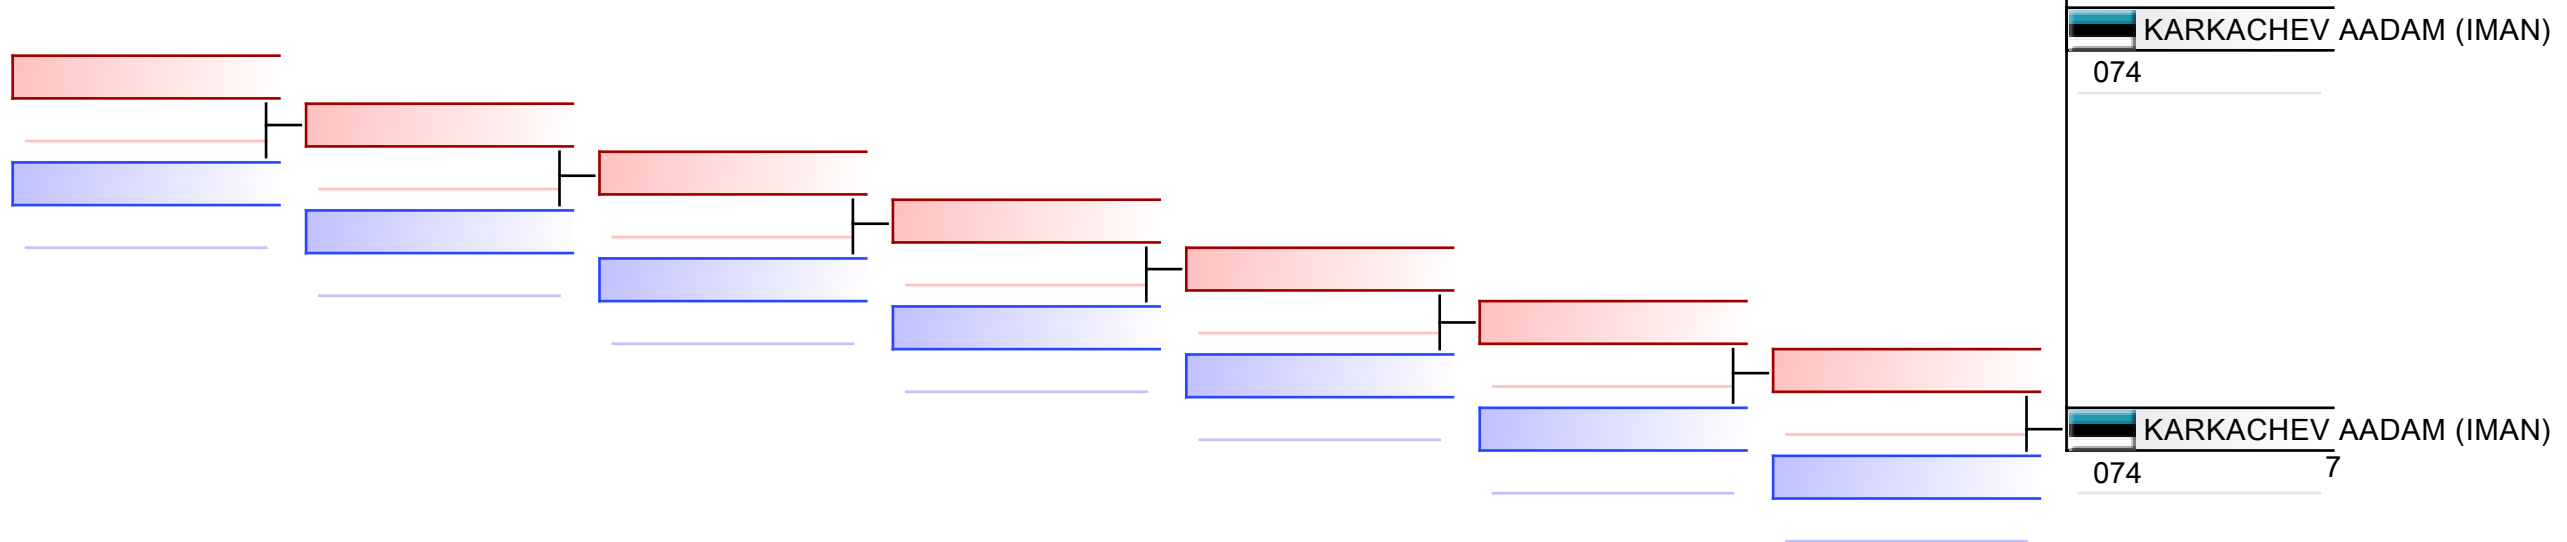 KARKACHEV AADAM (IMAN)
074
KARKACHEV AADAM (IMAN)
074 7